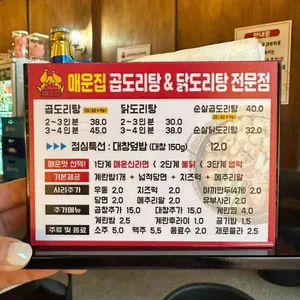 매운집 곱도리탕 & 닭도리탕 전문점
곱도리탕 닭도리탕 순살곱도리탕 40.0
2~3인분 38.0 2~3인분 30.0
3~4인분 45.0 3~4인분 38.0 순살닭도리탕 32.0
>>> 점심특선 : 대창덮밥 (대창 150g) 12.0
매운맛 선택! 1단계 매운신라면 < 2단계 불닭 < 3단계 엽떡
기본제공 계란밥1개 + 넓적당면 + 치즈떡 + 메추리알
사리추가 우동 2.0 치즈떡 2.0 아끼만두(4개) 2.0
당면 2.0 메추리알 2.0 유부사리 2.0
추가메뉴 곱창추가 15.0 대창추가 15.0 계란찜 4.0
계란밥 2.5 계란후라이 1.0 공기밥 1.5
주류 및 음료 소주 5.0 맥주 5.5 음료수 2.0 제로콜라 2.5